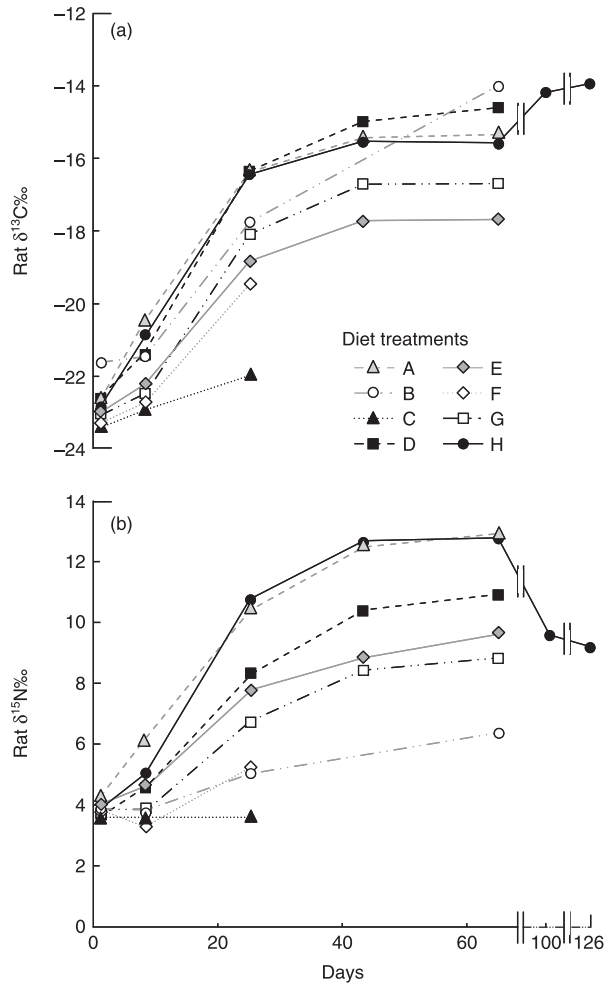 −12
(a)
−14
−16
−18
−20
−22
−24
Rat δ13C‰
Diet treatments
A E
B F
C G
D H
14
(b)
12
10
8
6
4
2
0
Rat δ15N‰
0 20 40 60 100 126
Days